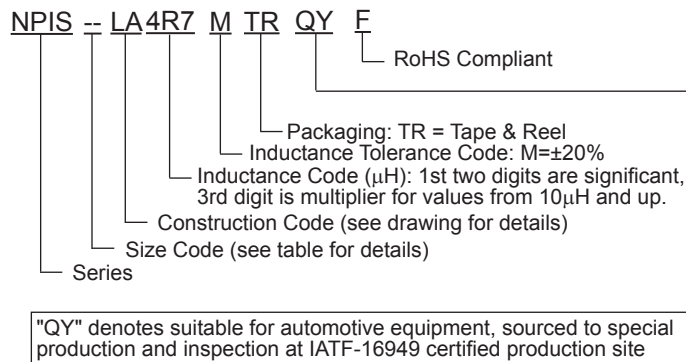 NPIS -- LA 4R7 M TR QY F
RoHS Compliant
Packaging: TR = Tape & Reel
Inductance Tolerance Code: M=±20%
Inductance Code (μH): 1st two digits are significant,
3rd digit is multiplier for values from 10μH and up.
Construction Code (see drawing for details)
Size Code (see table for details)
Series
"QY" denotes suitable for automotive equipment, sourced to special
production and inspection at IATF-16949 certified production site